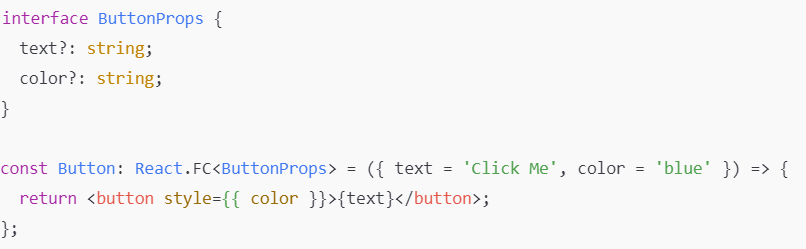 interface ButtonProps {
  text?: string;
  color?: string;
}

const Button: React.FC<ButtonProps> = ({ text = 'Click Me', color = 'blue' }) => {
  return <button style={{ color }}>{text}</button>;
};